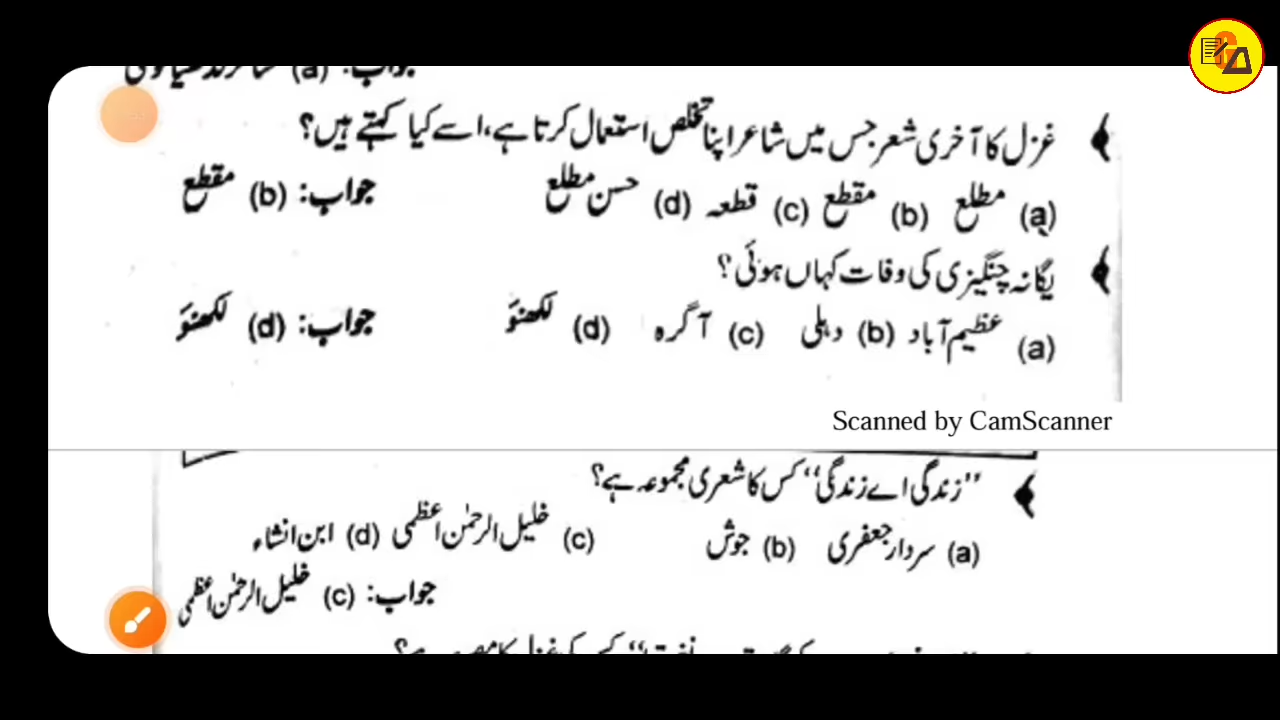 جواب: (a)
غزل کا آخری شعر جس میں شاعر اپنا تخلص استعمال کرتا ہے، اسے کیا کہتے ہیں؟
(a) مطلع (b) مقطع (c) قطعہ (d) حسن مطلع جواب: (b) مقطع
یگانہ چنگیزی کی وفات کہاں ہوئی؟
(a) عظیم آباد (b) دہلی (c) آگرہ (d) لکھنؤ جواب: (d) لکھنؤ
Scanned by CamScanner
’’زندگی اے زندگی‘‘ کس کا شعری مجموعہ ہے؟
(a) سردار جعفری (b) جوش (c) خلیل الرحمٰن اعظمی (d) ابن انشاء
جواب: (c) خلیل الرحمٰن اعظمی